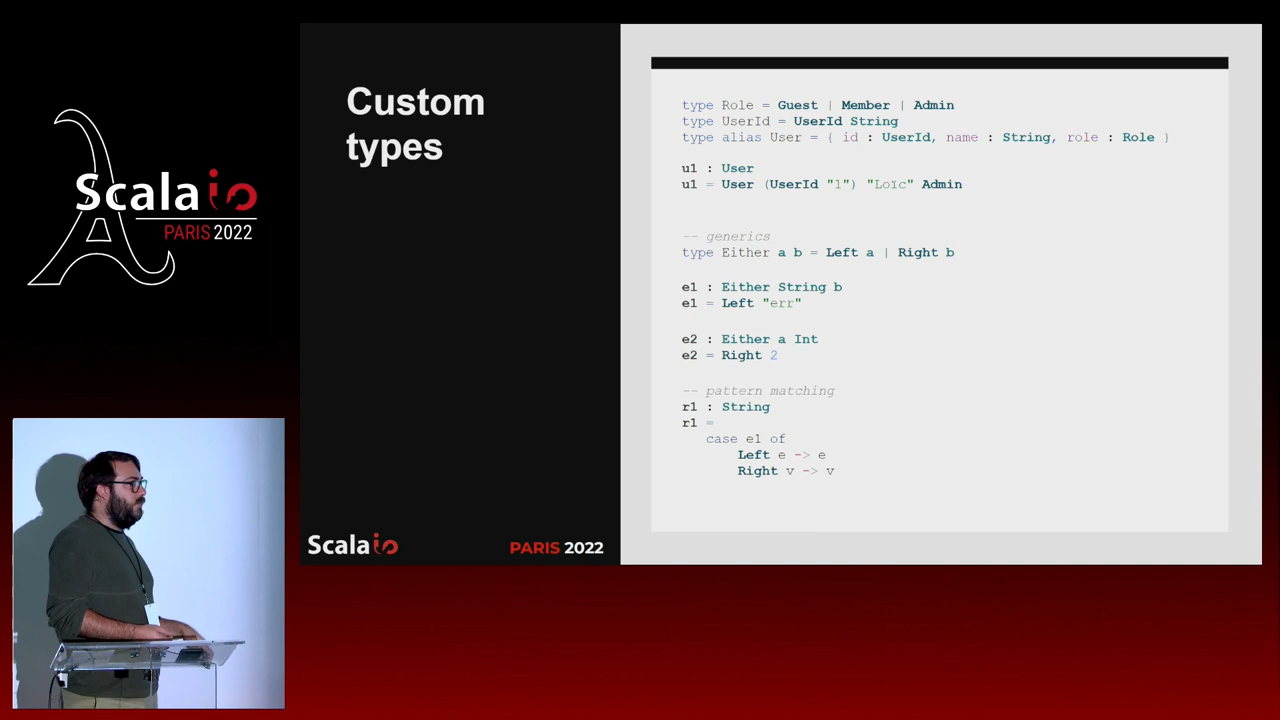 Scala io
PARIS 2022
Custom
types
type Role = Guest | Member | Admin
type UserId = UserId String
type alias User = { id : UserId, name : String, role : Role }
u1 : User
u1 = User (UserId "1") "Loïc" Admin
-- generics
type Either a b = Left a | Right b
e1 : Either String b
e1 = Left "err"
e2 : Either a Int
e2 = Right 2
-- pattern matching
r1 : String
r1 =
case e1 of
Left e -> e
Right v -> v
Scala io
PARIS 2022